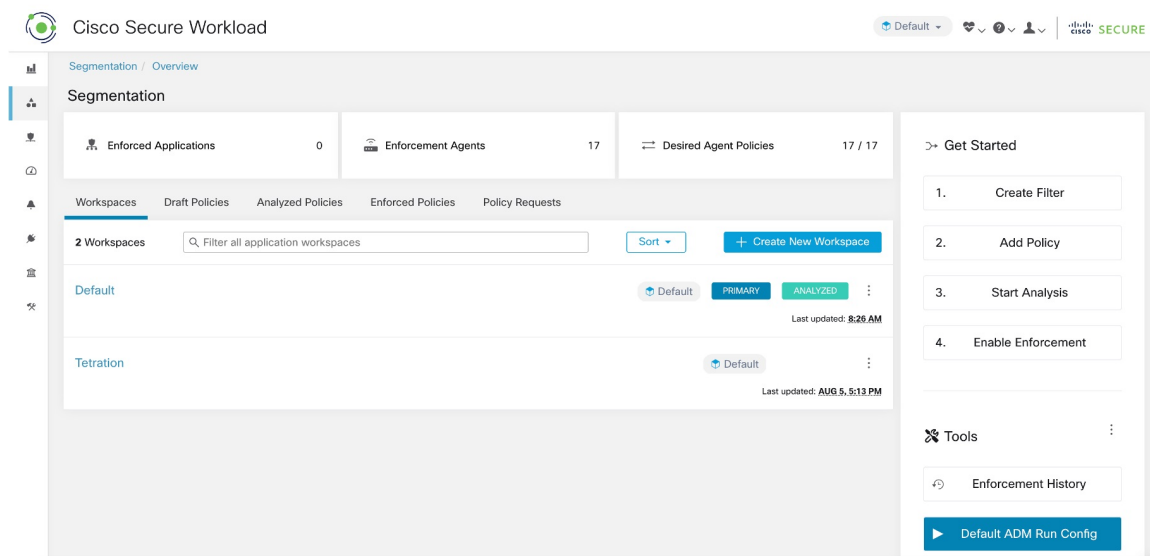 Cisco Secure Workload
Default
CISCO SECURE
Segmentation / Overview
Segmentation
Enforced Applications 0
Enforcement Agents 17
Desired Agent Policies 17 / 17
Workspaces Draft Policies Analyzed Policies Enforced Policies Policy Requests
2 Workspaces Filter all application workspaces Sort + Create New Workspace
Default Default PRIMARY ANALYZED
Last updated: 8:26 AM
Tetration Default
Last updated: AUG 5, 5:13 PM
Get Started
1. Create Filter
2. Add Policy
3. Start Analysis
4. Enable Enforcement
Tools
Enforcement History
Default ADM Run Config